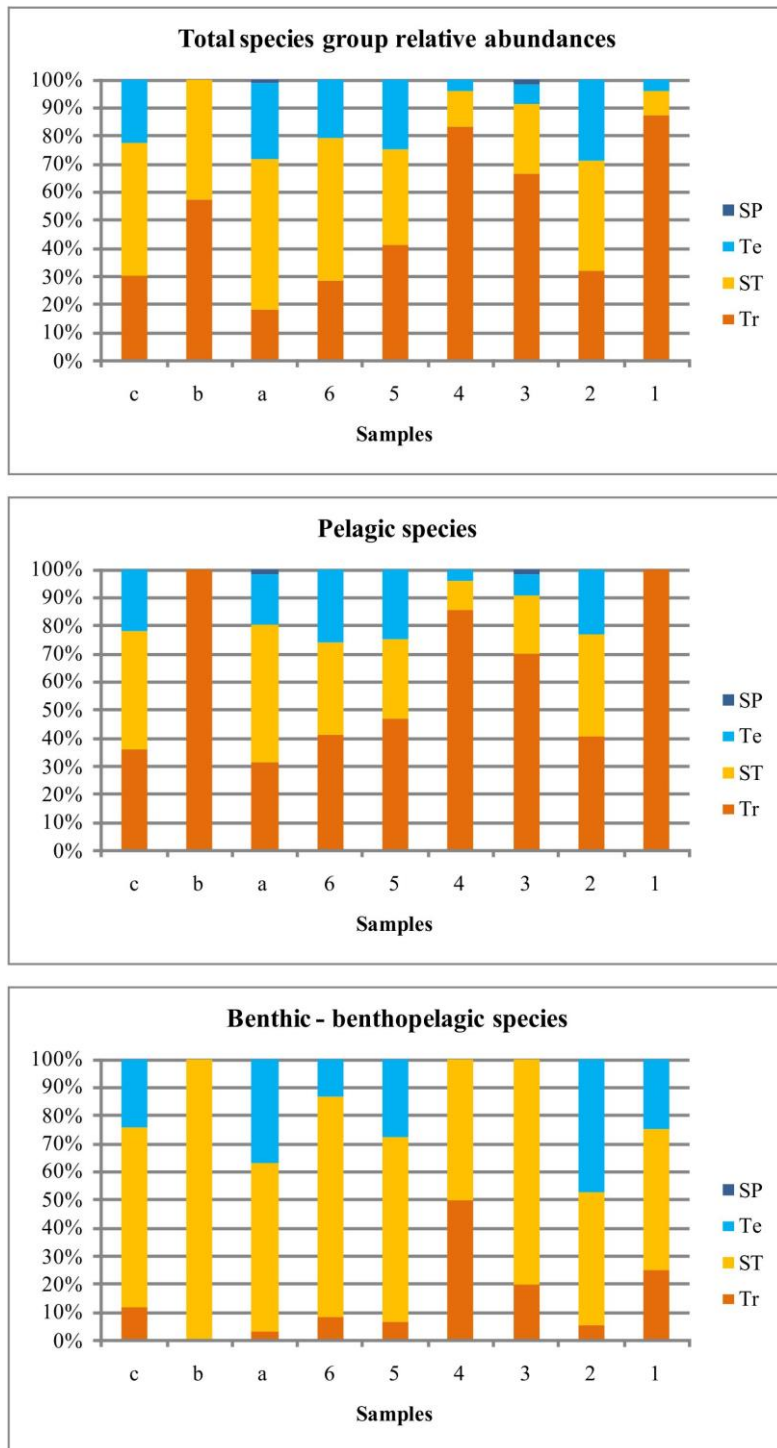 Total species group relative abundances
100%
90%
80%
70%
60%
50%
40%
30%
20%
10%
0%
c b a 6 5 4 3 2 1
Samples
SP
Te
ST
Tr
Pelagic species
100%
90%
80%
70%
60%
50%
40%
30%
20%
10%
0%
c b a 6 5 4 3 2 1
Samples
SP
Te
ST
Tr
Benthic - benthopelagic species
100%
90%
80%
70%
60%
50%
40%
30%
20%
10%
0%
c b a 6 5 4 3 2 1
Samples
SP
Te
ST
Tr